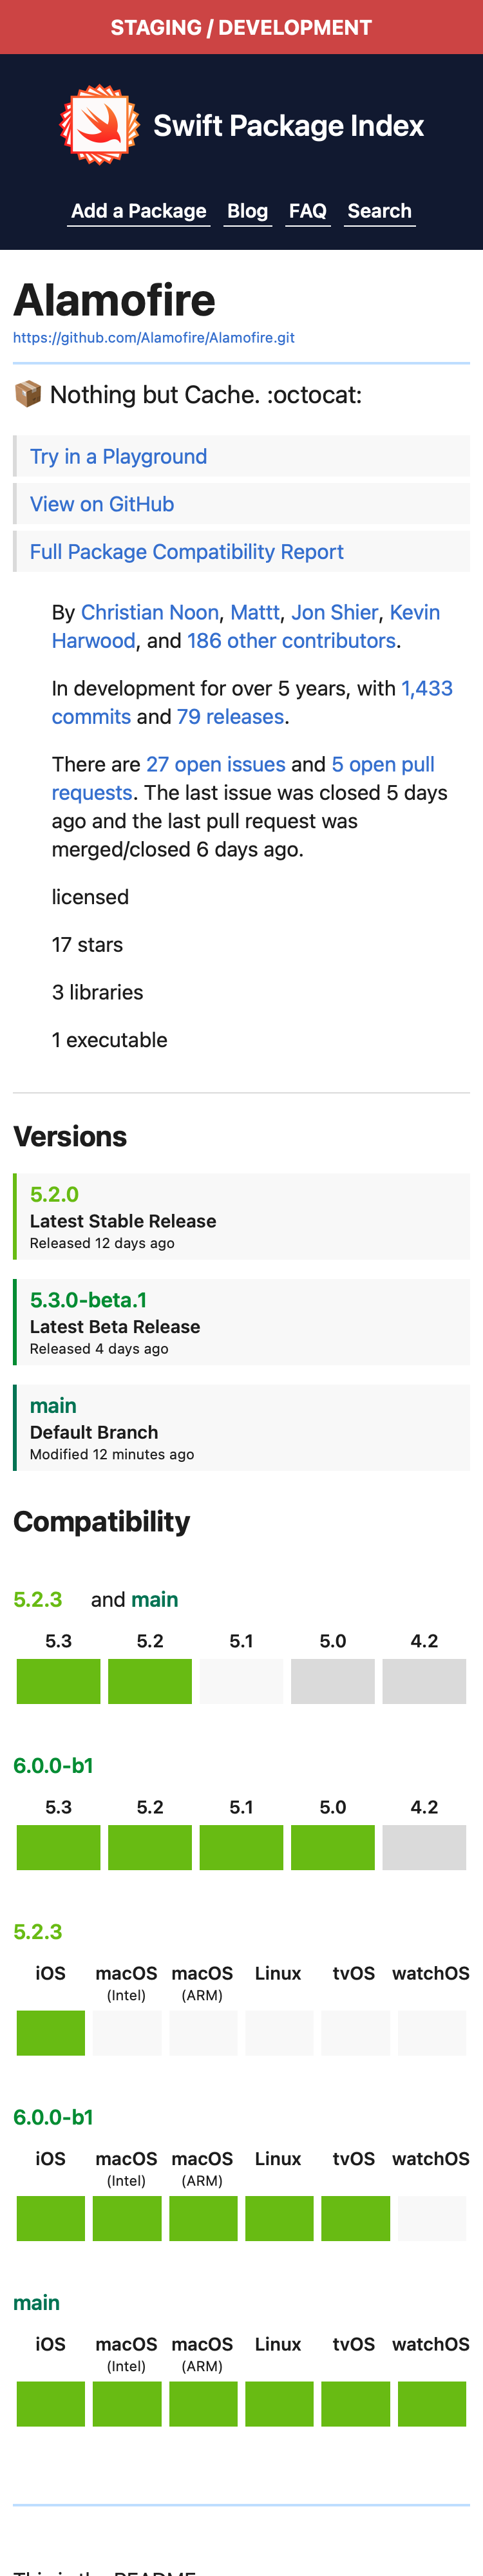 STAGING / DEVELOPMENT
Swift Package Index
Add a Package Blog FAQ Search
Alamofire
https://github.com/Alamofire/Alamofire.git
📦 Nothing but Cache. :octocat:
Try in a Playground
View on GitHub
Full Package Compatibility Report
By Christian Noon, Mattt, Jon Shier, Kevin
Harwood, and 186 other contributors.
In development for over 5 years, with 1,433
commits and 79 releases.
There are 27 open issues and 5 open pull
requests. The last issue was closed 5 days
ago and the last pull request was
merged/closed 6 days ago.
licensed
17 stars
3 libraries
1 executable
Versions
5.2.0
Latest Stable Release
Released 12 days ago
5.3.0-beta.1
Latest Beta Release
Released 4 days ago
main
Default Branch
Modified 12 minutes ago
Compatibility
5.2.3 and main
5.3 5.2 5.1 5.0 4.2
6.0.0-b1
5.3 5.2 5.1 5.0 4.2
5.2.3
iOS macOS macOS Linux tvOS watchOS
(Intel) (ARM)
6.0.0-b1
iOS macOS macOS Linux tvOS watchOS
(Intel) (ARM)
main
iOS macOS macOS Linux tvOS watchOS
(Intel) (ARM)
This is the README